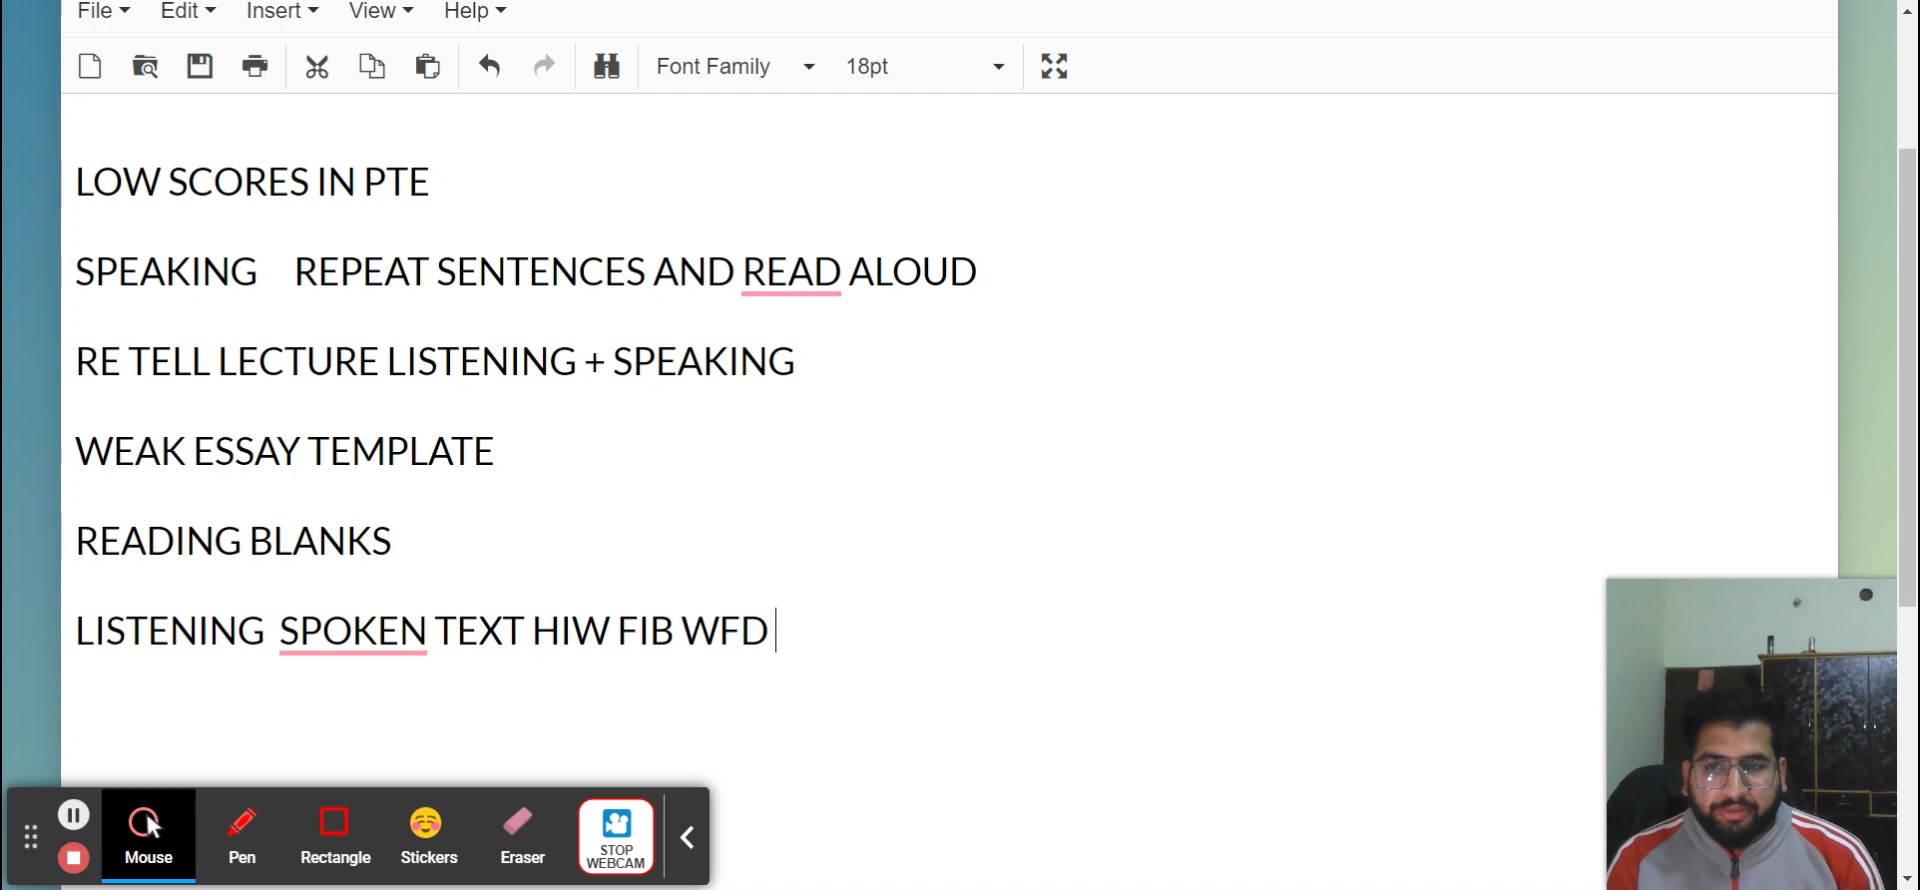 File Edit Insert View Help
Font Family 18pt
LOW SCORES IN PTE
SPEAKING REPEAT SENTENCES AND READ ALOUD
RE TELL LECTURE LISTENING + SPEAKING
WEAK ESSAY TEMPLATE
READING BLANKS
LISTENING SPOKEN TEXT HIW FIB WFD
Mouse Pen Rectangle Stickers Eraser STOP
WEBCAM